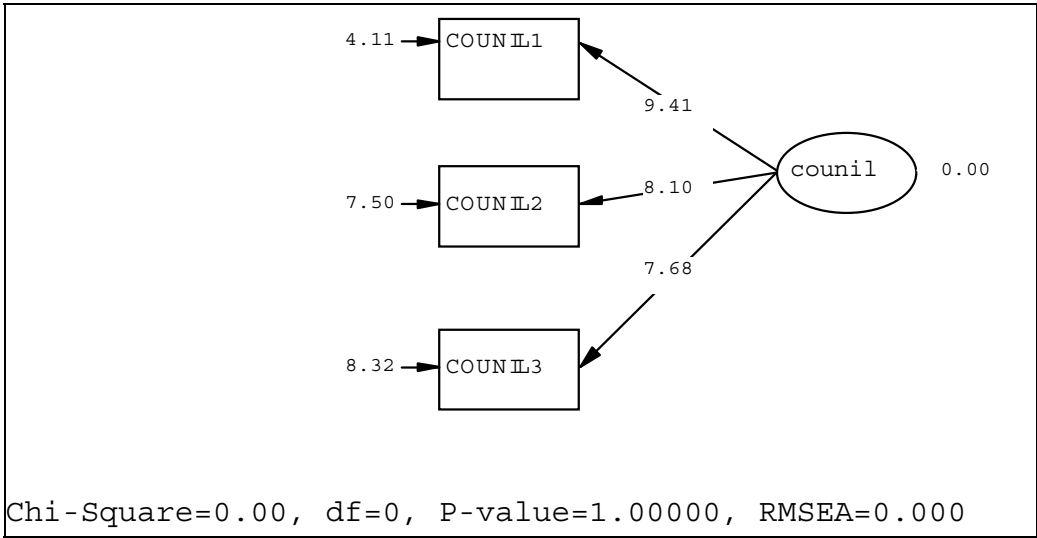 4.11 COUNIL1
9.41
counil 0.00
7.50 COUNIL2 8.10
7.68
8.32 COUNIL3
Chi-Square=0.00, df=0, P-value=1.00000, RMSEA=0.000